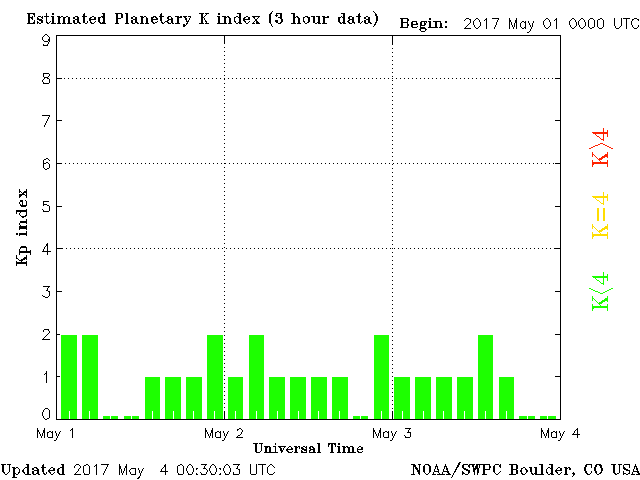 Estimated Planetary K index (3 hour data) Begin: 2017 May 01 0000 UTC
9
8
7
6
5
4
3
2
1
0
Kp index
K>4
K=4
K<4
May 1 May 2 May 3 May 4
Universal Time
Updated 2017 May 4 00:30:03 UTC NOAA/SWPC Boulder, CO USA